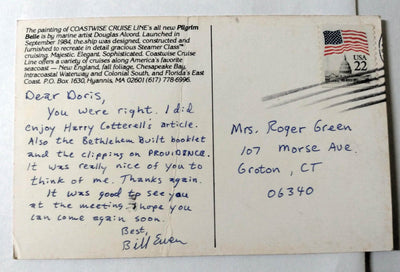 The painting of COASTWISE CRUISE LINE's all new Pilgrim
Belle is by marine artist Douglas Alvord. Launched in
September 1984, the ship was designed, constructed and
furnished to recreate in detail gracious Steamer Class
cruising. Majestic. Elegant. Sophisticated. Coastwise Cruise
Line offers a variety of cruises along America's favorite
seacoast — New England, fall foliage, Chesapeake Bay,
Intracoastal Waterway and Colonial South, and Florida's East
Coast. P.O. Box 1630, Hyannis, MA 02601 (617) 778-6996.
Dear Doris,
You were right. I did
enjoy Harry Cotterell's article.
Also the Bethlehem Built booklet
and the clipping on PROVIDENCE.
It was really nice of you to
think of me. Thanks again.
It was good to see you
at the meeting. I hope you
can come again soon.
Best,
Bill Ewen
USA
22
Mrs. Roger Green
107 Morse Ave.
Groton, CT
06340